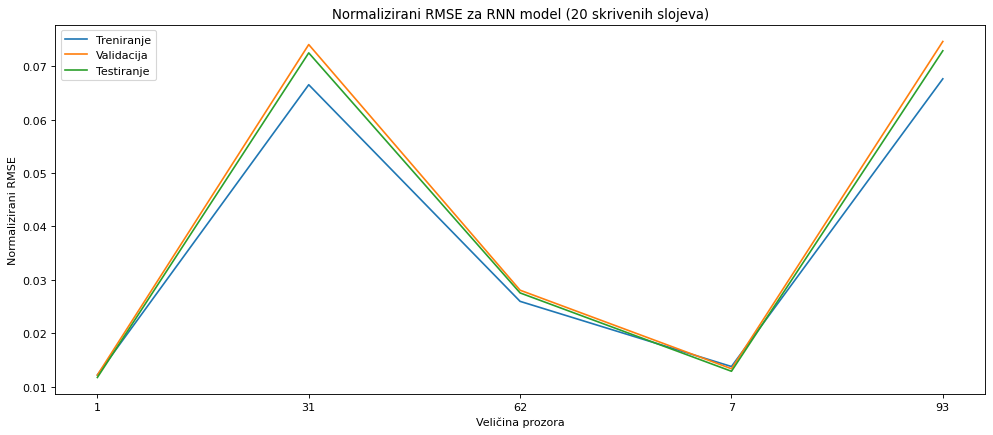 Normalizirani RMSE za RNN model (20 skrivenih slojeva)
Treniranje
Validacija
Testiranje
Normalizirani RMSE
0.07
0.06
0.05
0.04
0.03
0.02
0.01
1 31 62 7 93
Veličina prozora